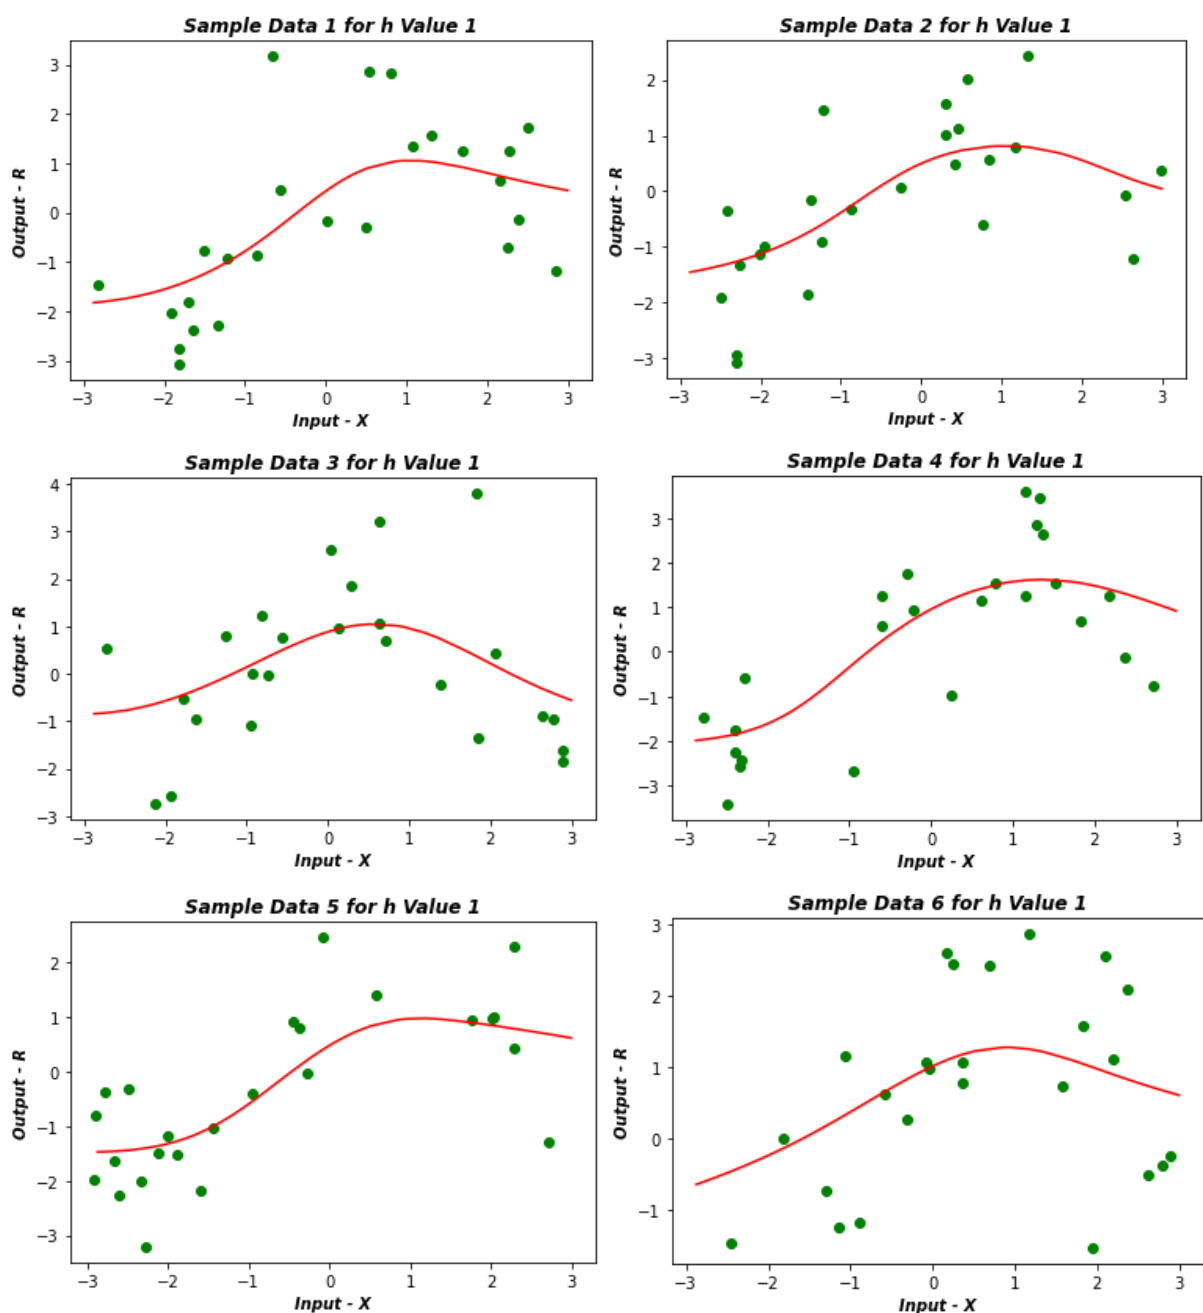 Sample Data 1 for h Value 1
3
2
1
0
−1
−2
−3
Output - R
−3 −2 −1 0 1 2 3
Input - X
Sample Data 2 for h Value 1
2
1
0
−1
−2
−3
Output - R
−3 −2 −1 0 1 2 3
Input - X
Sample Data 3 for h Value 1
4
3
2
1
0
−1
−2
−3
Output - R
−3 −2 −1 0 1 2 3
Input - X
Sample Data 4 for h Value 1
3
2
1
0
−1
−2
−3
Output - R
−3 −2 −1 0 1 2 3
Input - X
Sample Data 5 for h Value 1
2
1
0
−1
−2
−3
Output - R
−3 −2 −1 0 1 2 3
Input - X
Sample Data 6 for h Value 1
3
2
1
0
−1
Output - R
−3 −2 −1 0 1 2 3
Input - X